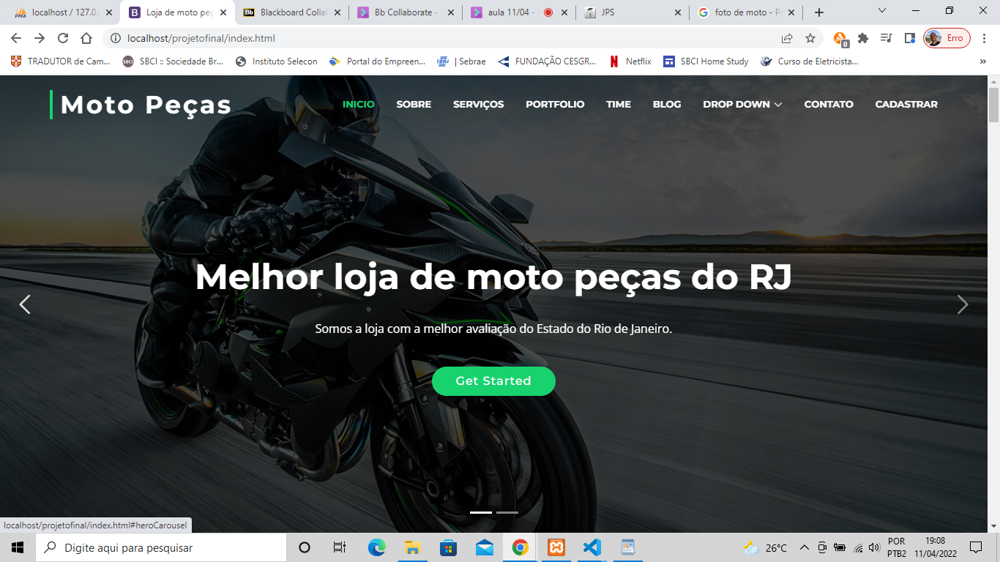 localhost / 127.0.
Loja de moto peç
Blackboard Collab
Bb Collaborate -
aula 11/04 -
JPS
foto de moto - Pe
localhost/projetofinal/index.html
0
Erro
TRADUTOR de Cam...
SBCI :: Sociedade Br...
Instituto Selecon
Portal do Empreen...
| Sebrae
FUNDAÇÃO CESGR...
Netflix
SBCI Home Study
Curso de Eletricista...
»
Moto Peças
INICIO
SOBRE
SERVIÇOS
PORTFOLIO
TIME
BLOG
DROP DOWN
CONTATO
CADASTRAR
Melhor loja de moto peças do RJ
Somos a loja com a melhor avaliação do Estado do Rio de Janeiro.
Get Started
localhost/projetofinal/index.html#heroCarousel
Digite aqui para pesquisar
26°C
POR
PTB2
19:08
11/04/2022